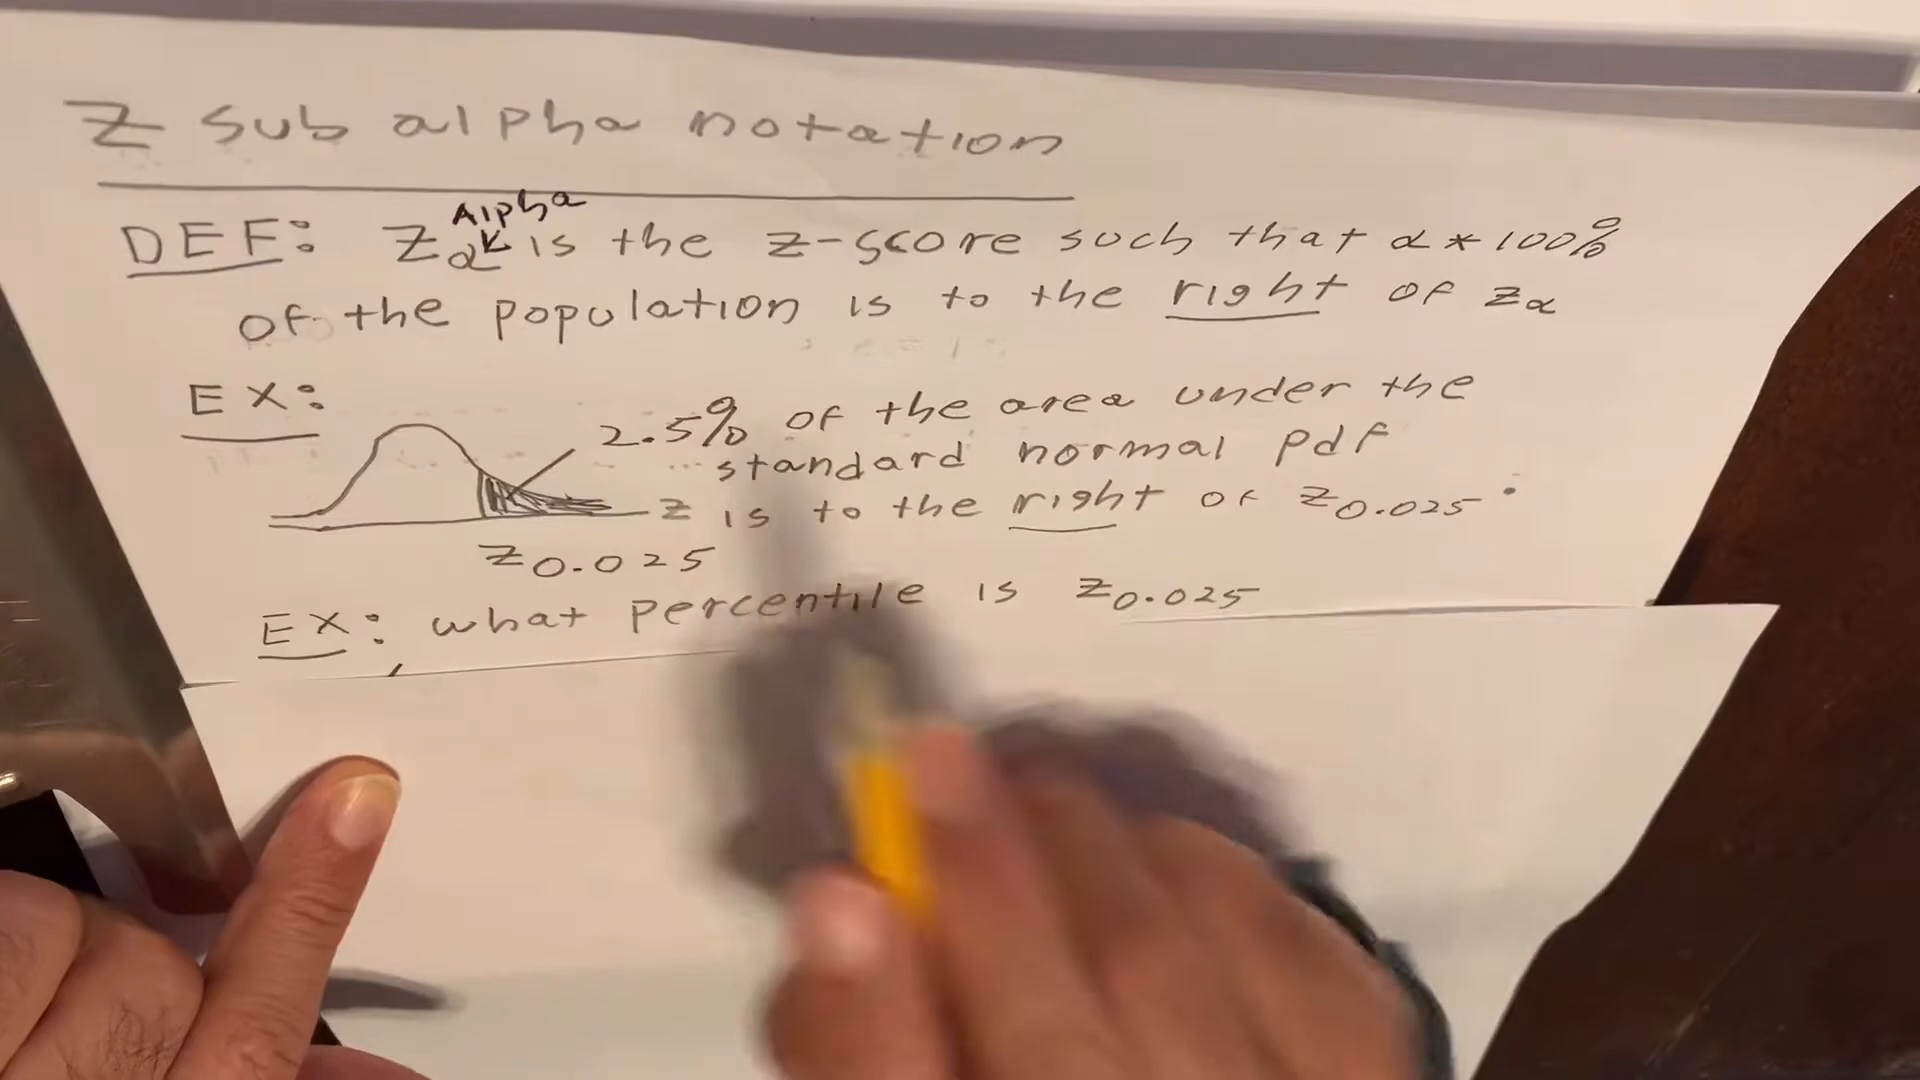 Z sub alpha notation
Alpha
DEF: Zα is the z-score such that α * 100%
of the population is to the right of zα
EX:
2.5% of the area under the
standard normal pdf
z is to the right of z0.025.
z0.025
EX: what percentile is z0.025